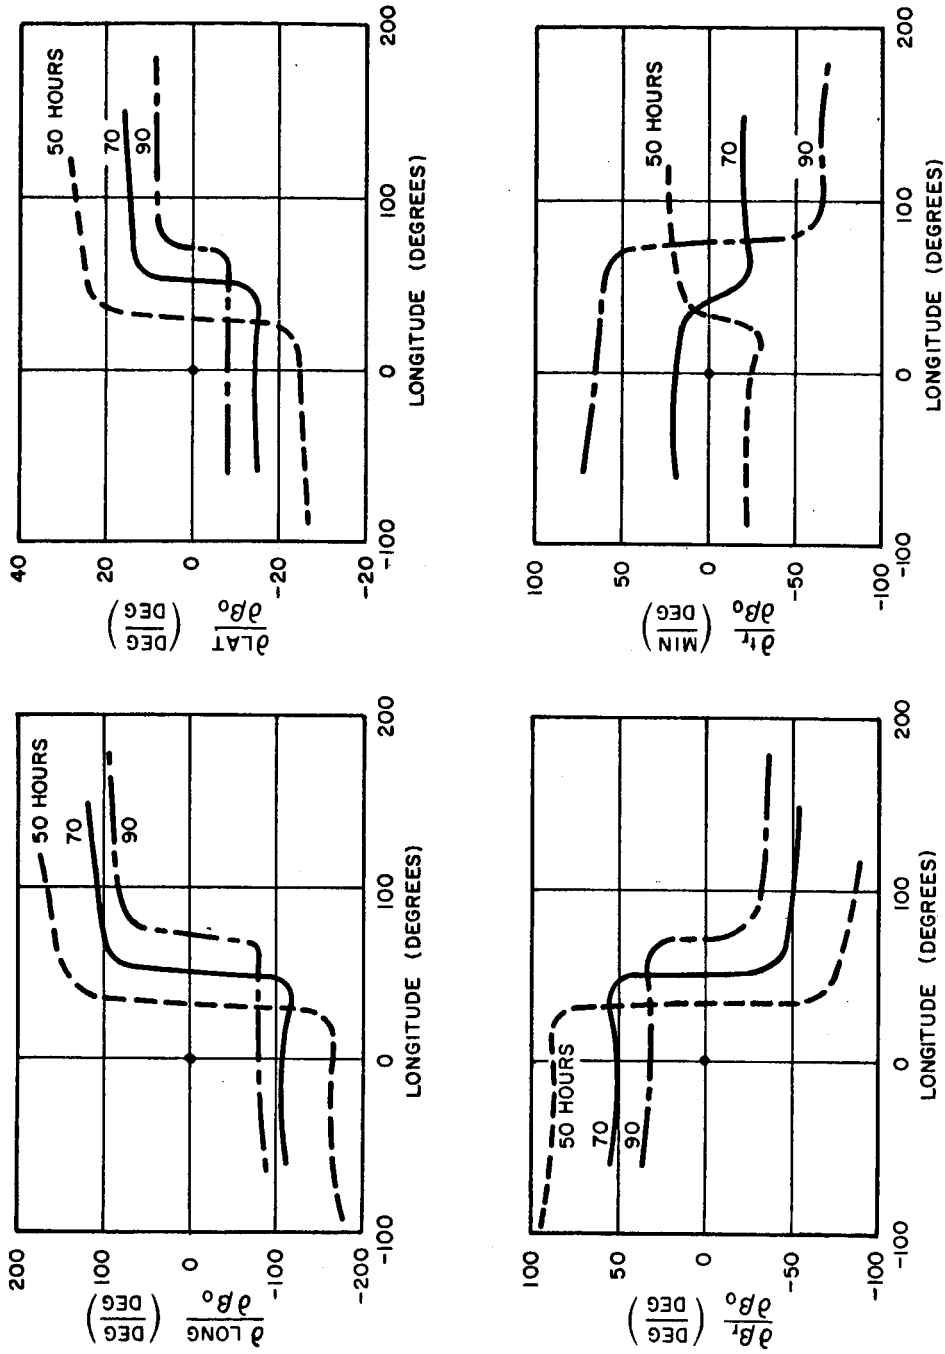 ∂ LONG
∂β₀
(DEG
DEG)
200
100
0
-100
-200
50 HOURS
70
90
-100
0
100
200
LONGITUDE (DEGREES)
∂LAT
∂β₀
(DEG
DEG)
40
20
0
-20
-20
50 HOURS
70
90
-100
0
100
200
LONGITUDE (DEGREES)
∂βr
∂β₀
(DEG
DEG)
100
50
0
-50
-100
50 HOURS
70
90
-100
0
100
200
LONGITUDE (DEGREES)
∂tr
∂β₀
(MIN
DEG)
100
50
0
-50
-100
50 HOURS
70
90
-100
0
100
200
LONGITUDE (DEGREES)